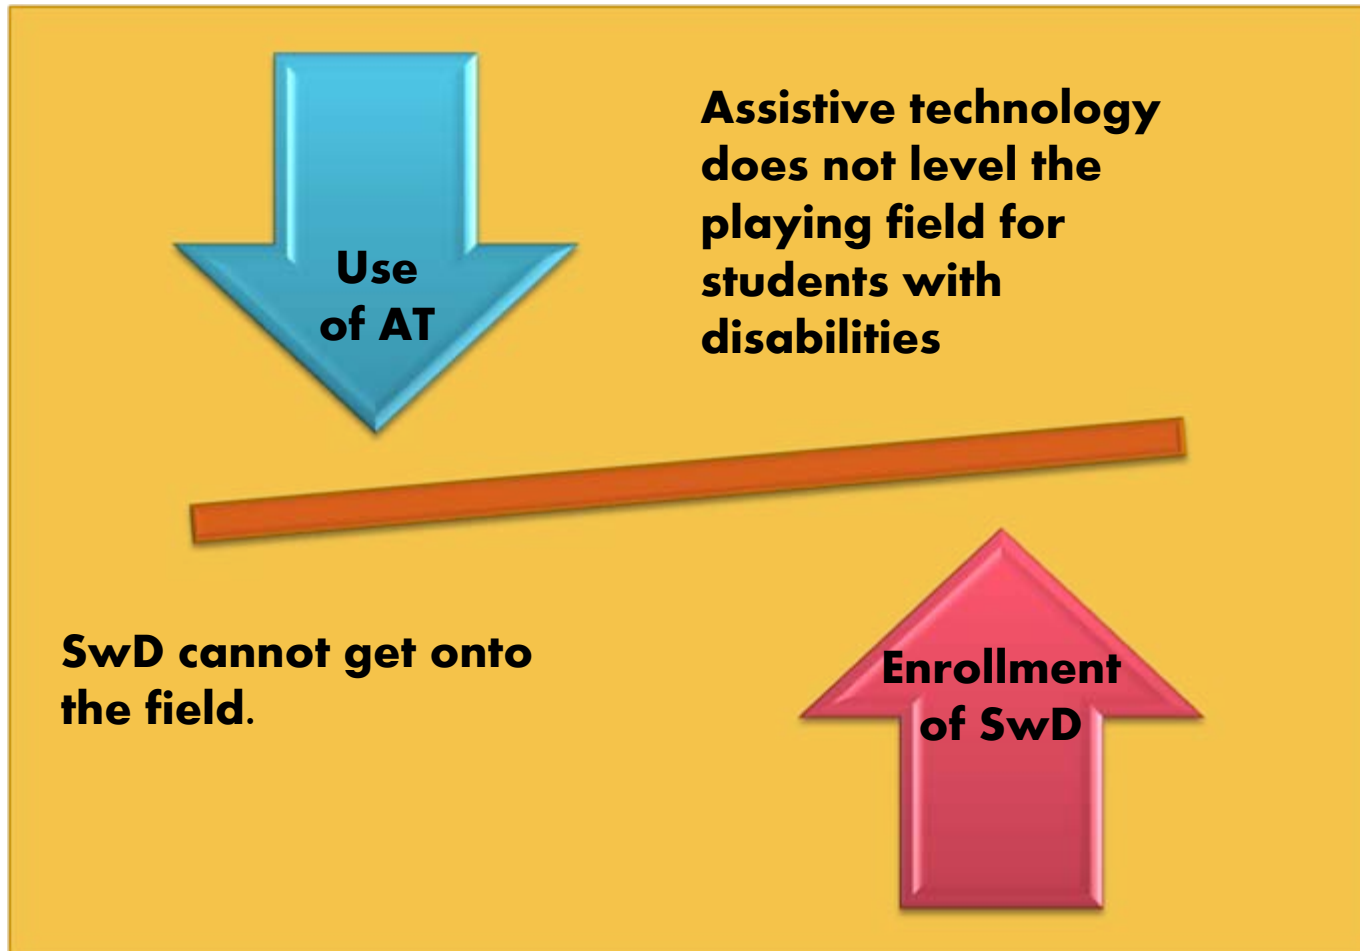 Use
of AT
Assistive technology
does not level the
playing field for
students with
disabilities
SwD cannot get onto
the field.
Enrollment
of SwD